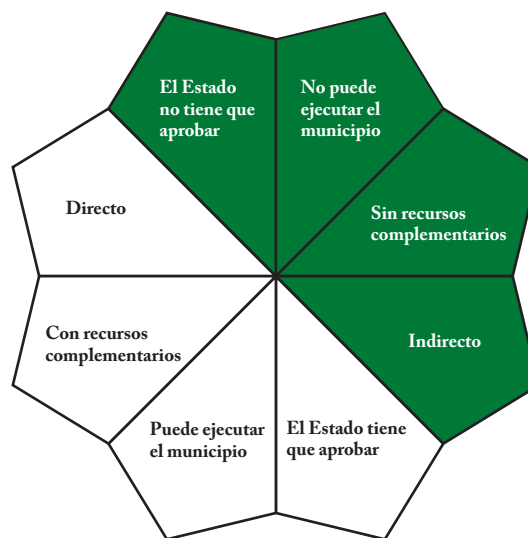 El Estado
no tiene que
aprobar
No puede
ejecutar el
municipio
Sin recursos
complementarios
Indirecto
El Estado tiene
que aprobar
Puede ejecutar
el municipio
Con recursos
complementarios
Directo